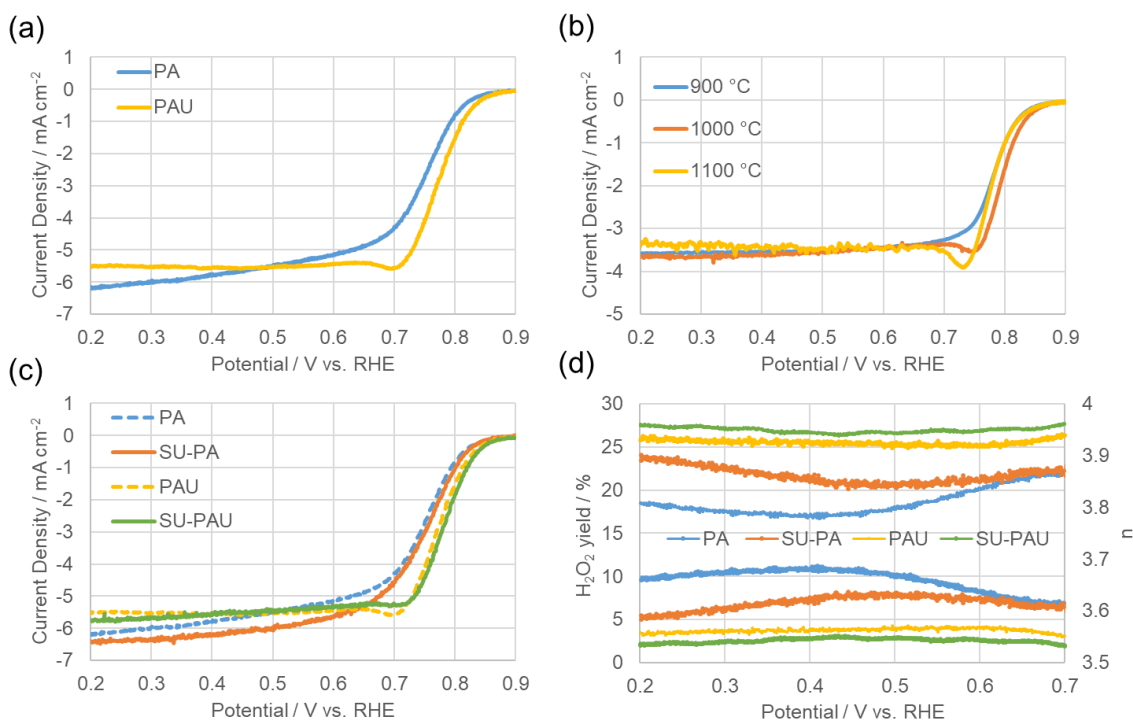 (a)
Current Density / mA cm⁻²
1
0
-1
-2
-3
-4
-5
-6
-7
PA
PAU
0.2 0.3 0.4 0.5 0.6 0.7 0.8 0.9
Potential / V vs. RHE
(b)
Current Density / mA cm⁻²
1
0
-1
-2
-3
-4
-5
900 °C
1000 °C
1100 °C
0.2 0.3 0.4 0.5 0.6 0.7 0.8 0.9
Potential / V vs. RHE
(c)
Current Density / mA cm⁻²
1
0
-1
-2
-3
-4
-5
-6
-7
PA
SU-PA
PAU
SU-PAU
0.2 0.3 0.4 0.5 0.6 0.7 0.8 0.9
Potential / V vs. RHE
(d)
H₂O₂ yield / %
30
25
20
15
10
5
0
PA SU-PA PAU SU-PAU
4
3.9
3.8
3.7
3.6
3.5
n
0.2 0.3 0.4 0.5 0.6 0.7
Potential / V vs. RHE